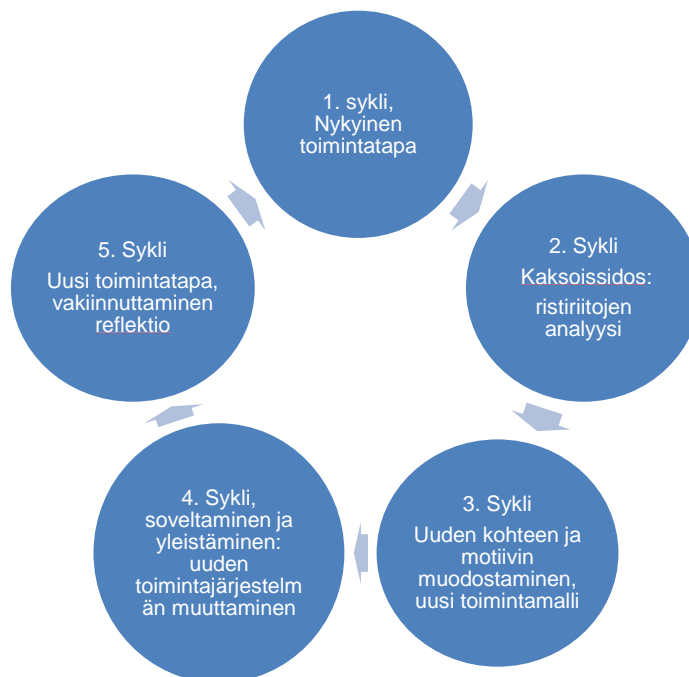 1. sykli,
Nykyinen
toimintatapa
2. Sykli
Kaksoissidos:
ristiriitojen
analyysi
3. Sykli
Uuden kohteen ja
motiivin
muodostaminen,
uusi toimintamalli
4. Sykli,
soveltaminen ja
yleistäminen:
uuden
toimintajärjestelm
än muuttaminen
5. Sykli
Uusi toimintatapa,
vakiinnuttaminen
reflektio